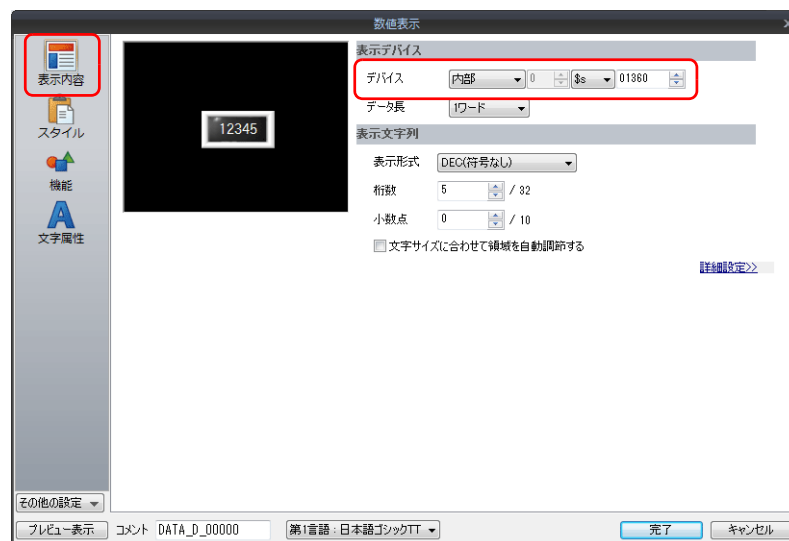 数値表示
表示内容
スタイル
機能
文字属性
12345
表示デバイス
デバイス 内部 0 $s 01360
データ長 1ワード
表示文字列
表示形式 DEC(符号なし)
桁数 5 / 32
小数点 0 / 10
文字サイズに合わせて領域を自動調節する
詳細設定>>
その他の設定
プレビュー表示 コメント DATA_D_00000 第1言語:日本語ゴシックTT 完了 キャンセル